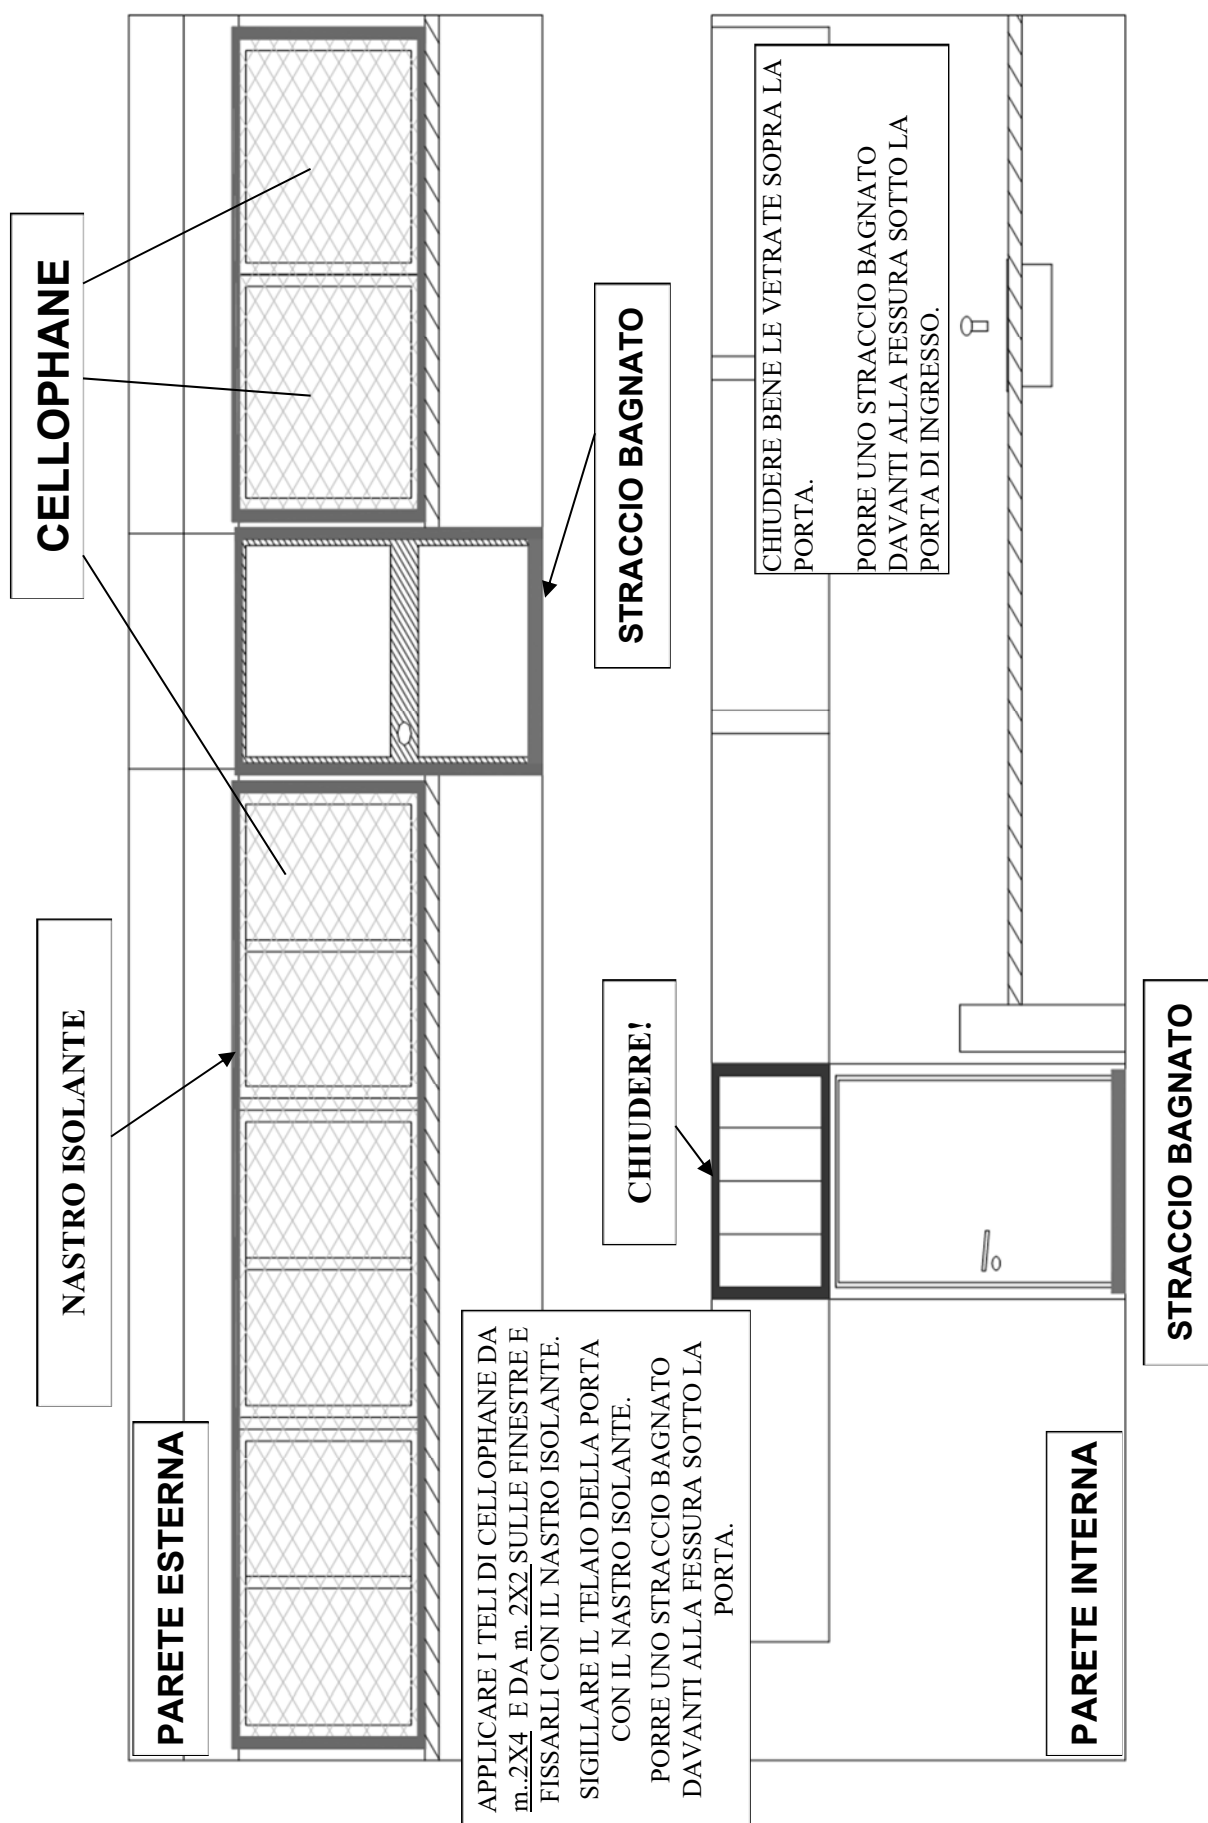 CELLOPHANE
NASTRO ISOLANTE
PARETE ESTERNA
STRACCIO BAGNATO
APPLICARE I TELI DI CELLOPHANE DA
m..2X4 E DA m. 2X2 SULLE FINESTRE E
FISSARLI CON IL NASTRO ISOLANTE.
SIGILLARE IL TELAIO DELLA PORTA
CON IL NASTRO ISOLANTE.
PORRE UNO STRACCIO BAGNATO
DAVANTI ALLA FESSURA SOTTO LA
PORTA.
CHIUDERE!
CHIUDERE BENE LE VETRATE SOPRA LA
PORTA.
PORRE UNO STRACCIO BAGNATO
DAVANTI ALLA FESSURA SOTTO LA
PORTA DI INGRESSO.
PARETE INTERNA
STRACCIO BAGNATO